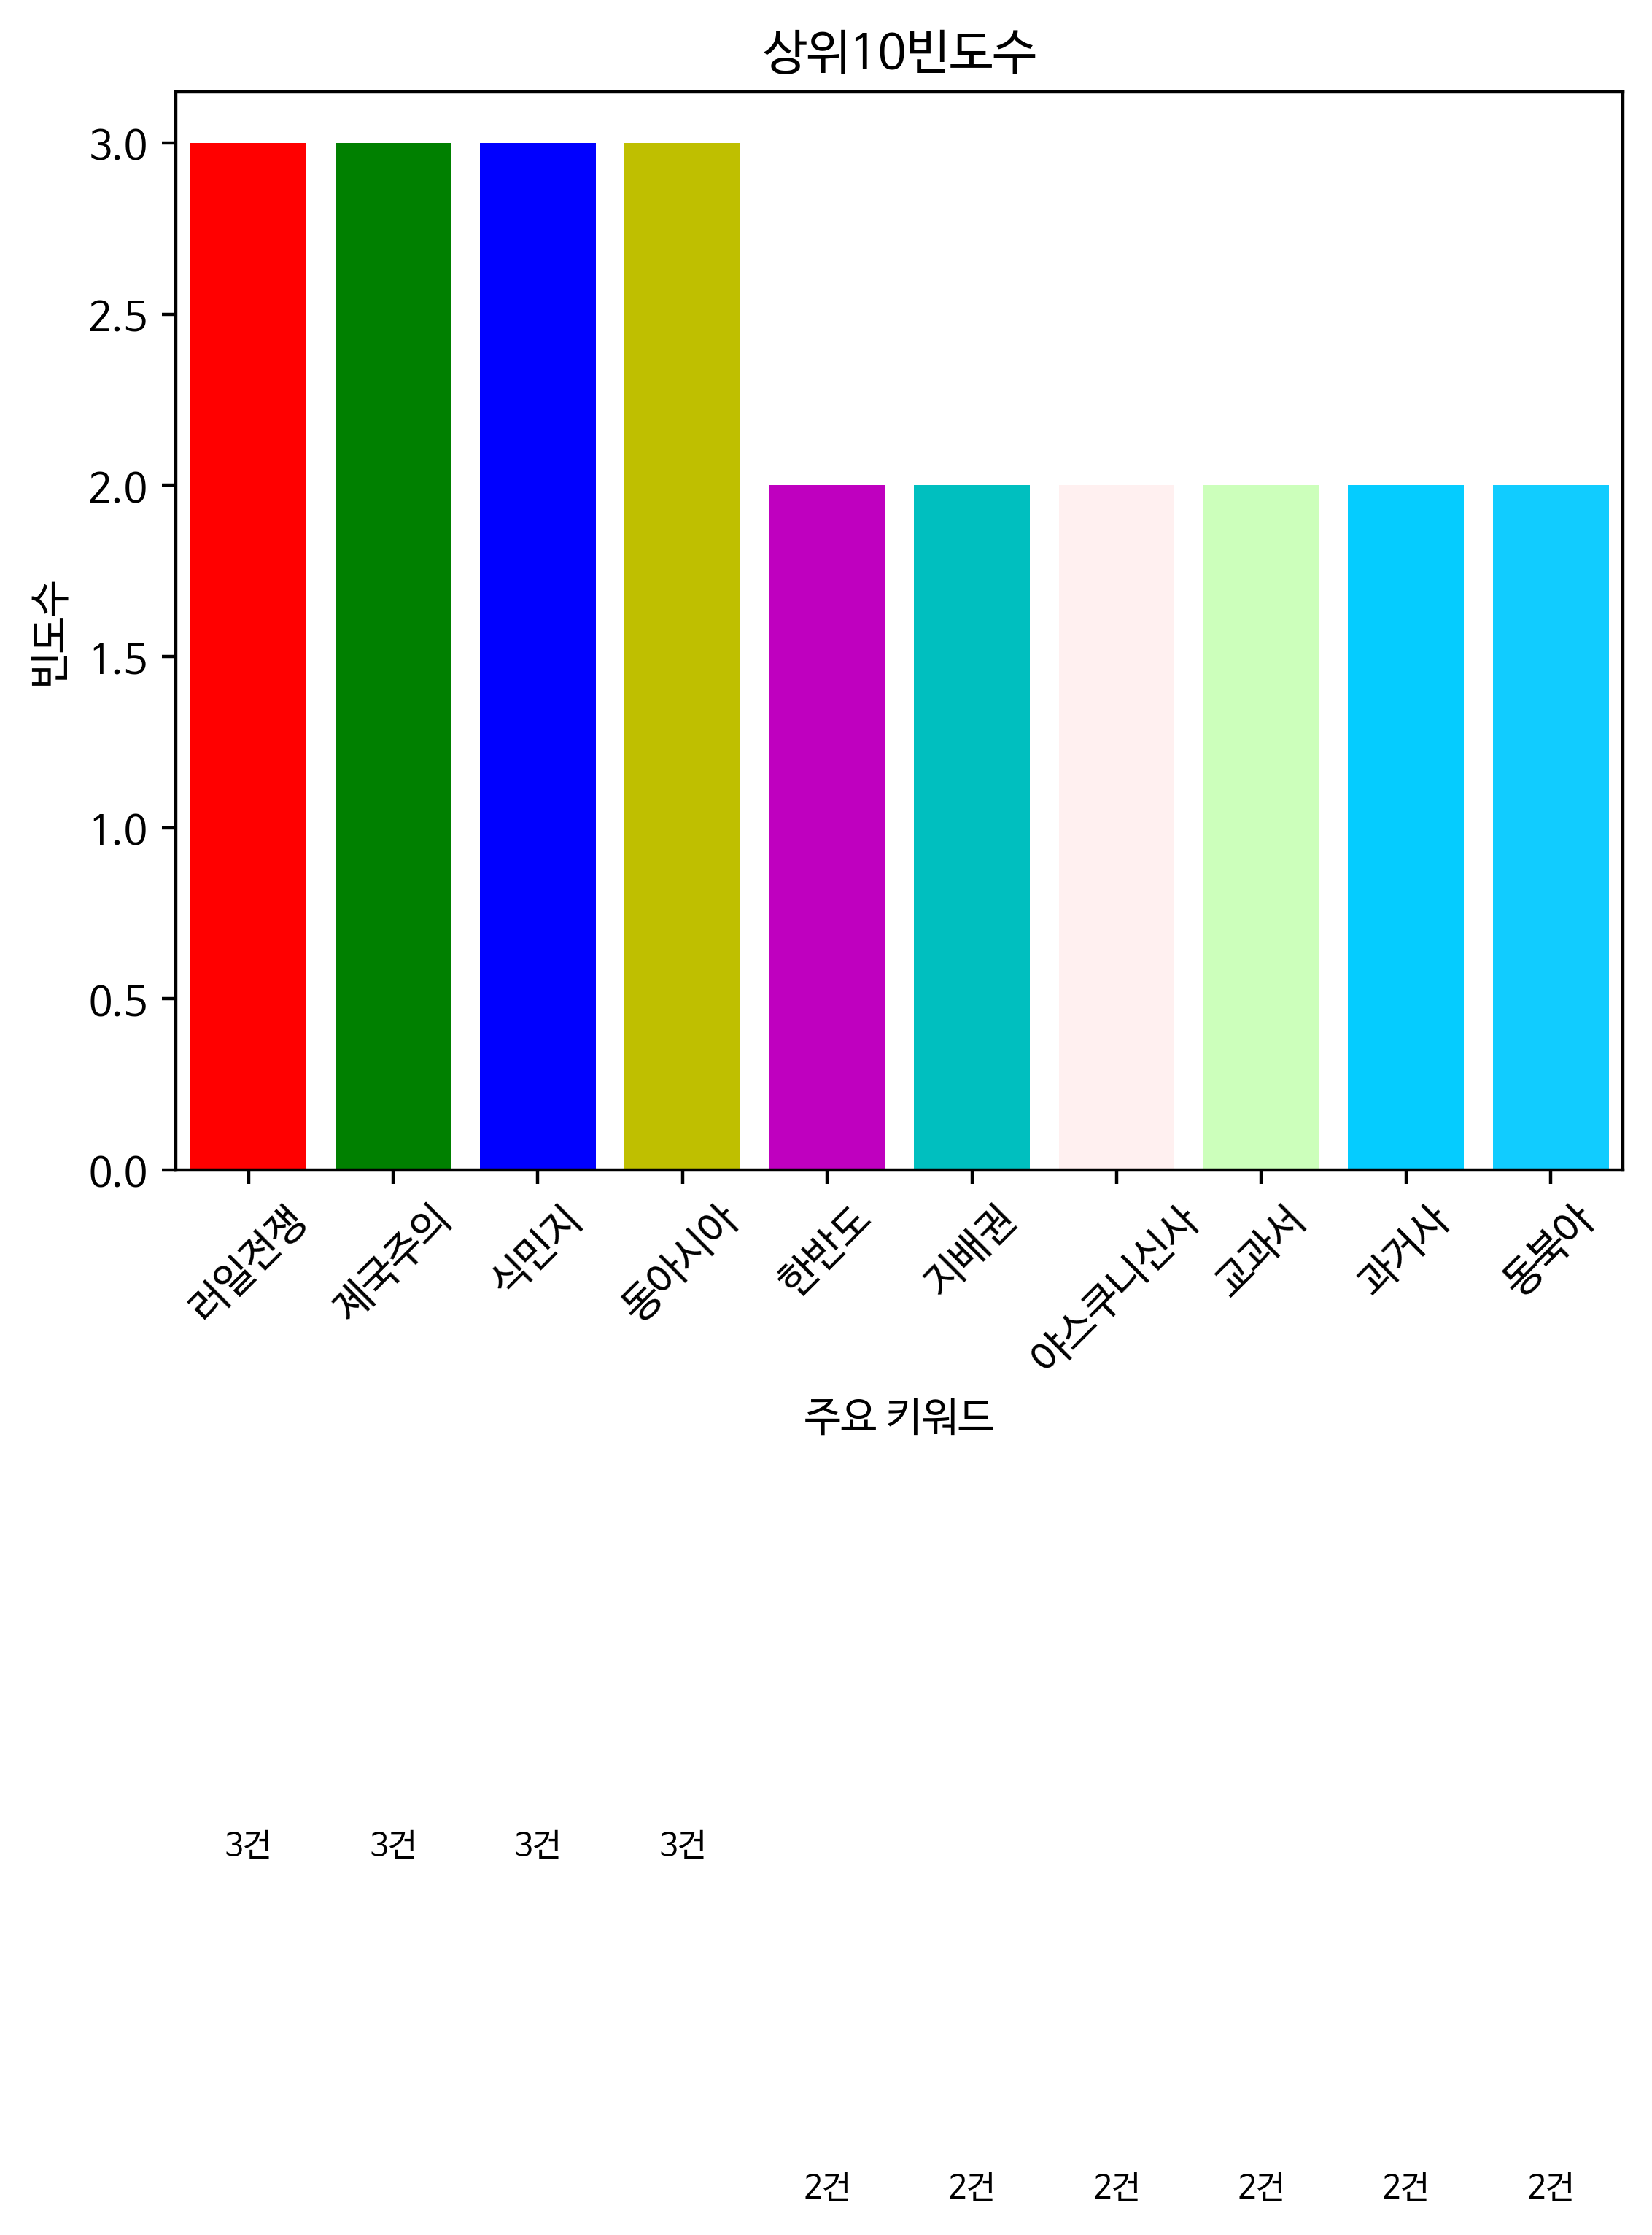 상위10빈도수
3.0
2.5
2.0
1.5
1.0
0.5
0.0
빈도수
러일전쟁
제국주의
식민지
동아시아
한반도
지배권
야스쿠니신사
교과서
과거사
동북아
주요 키워드
3건 3건 3건 3건
2건 2건 2건 2건 2건 2건